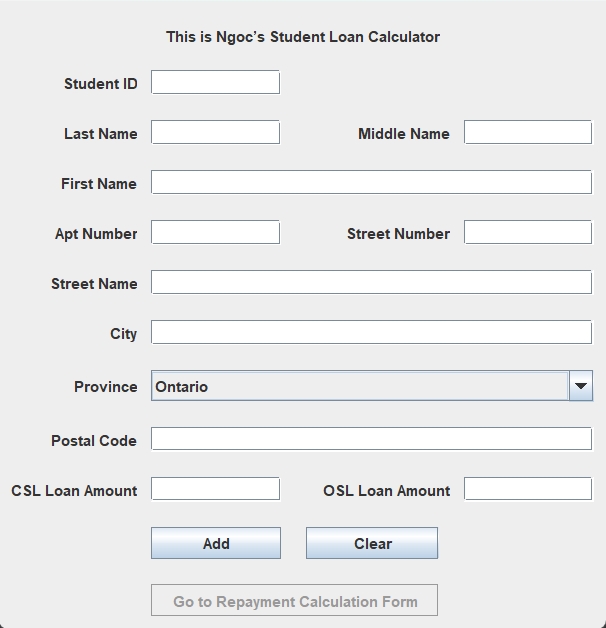 This is Ngoc’s Student Loan Calculator
Student ID
Last Name Middle Name
First Name
Apt Number Street Number
Street Name
City
Province Ontario
Postal Code
CSL Loan Amount OSL Loan Amount
Add Clear
Go to Repayment Calculation Form